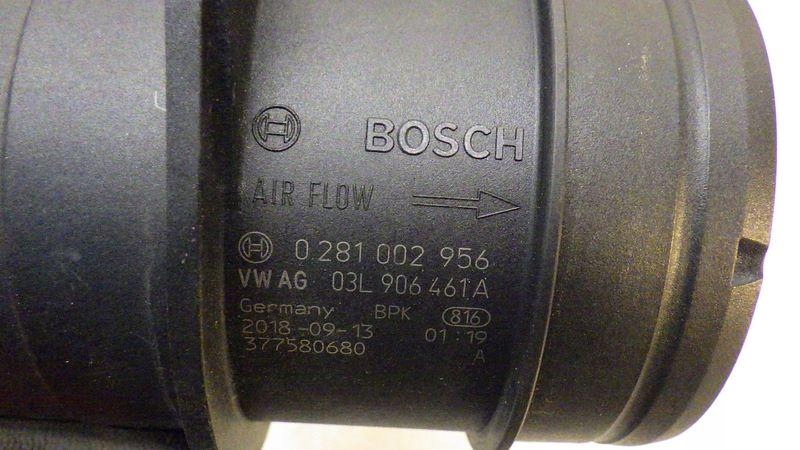 BOSCH
AIR FLOW
0 281 002 956
VW AG 03L 906 461 A
Germany BPK 816
2018-09-13 01:19
377580680 A